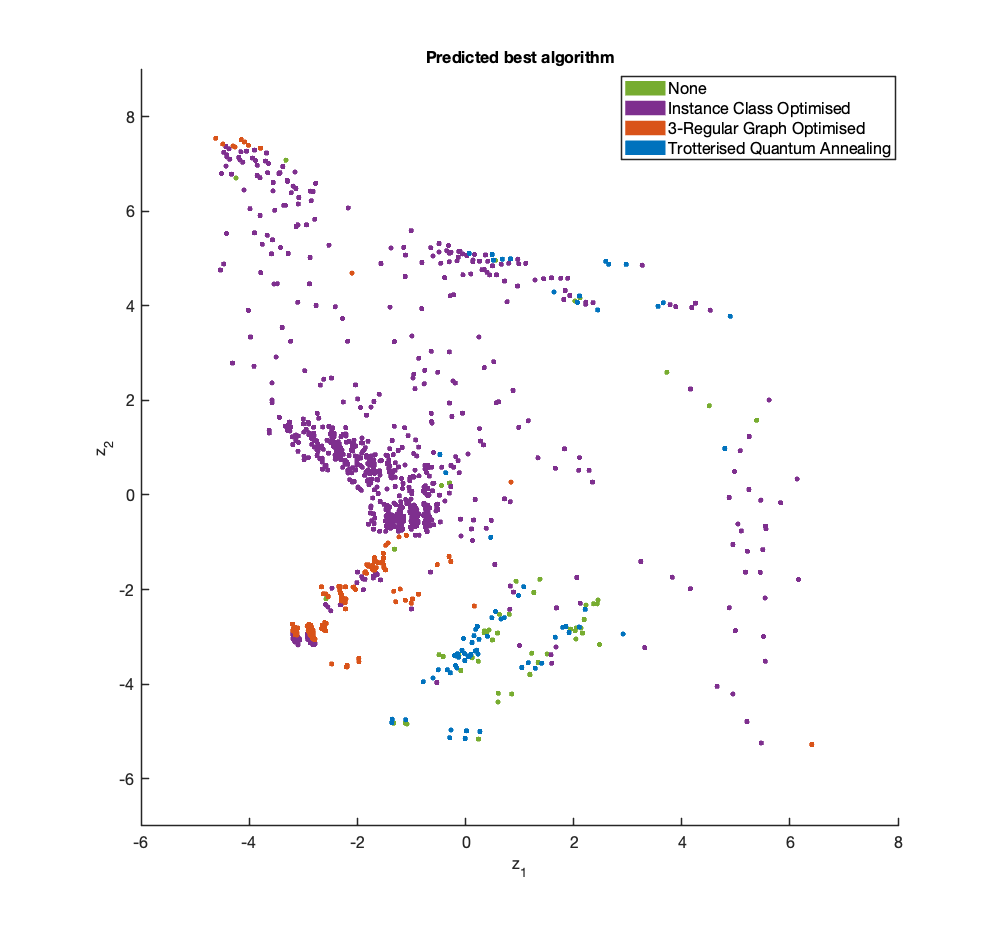 Predicted best algorithm
None
Instance Class Optimised
3-Regular Graph Optimised
Trotterised Quantum Annealing
8
6
4
2
0
-2
-4
-6
z2
-6 -4 -2 0 2 4 6 8
z1